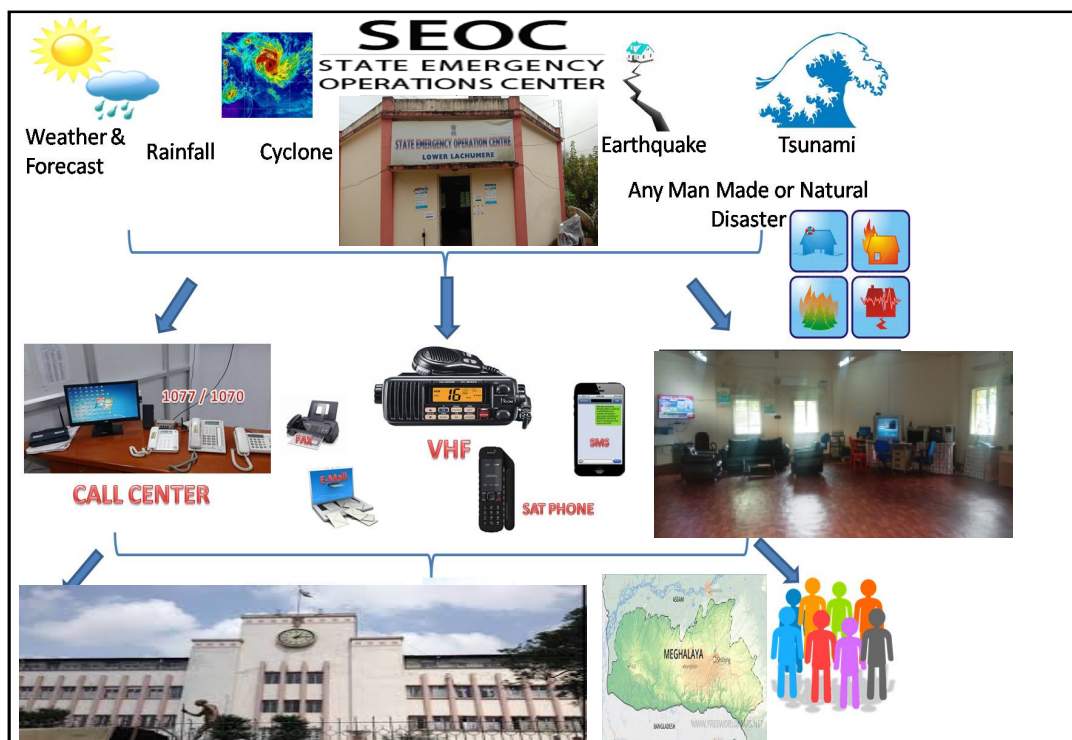 SEOC
STATE EMERGENCY
OPERATIONS CENTER
Weather &
Forecast
Rainfall
Cyclone
STATE EMERGENCY OPERATION CENTRE
LOWER LACHUMERE
Earthquake
Tsunami
Any Man Made or Natural
Disaster
1077 / 1070
CALL CENTER
FAX
E-Mail
16
VHF
SAT PHONE
SMS
ASSAM
MEGHALAYA
Shillong
BANGLADESH